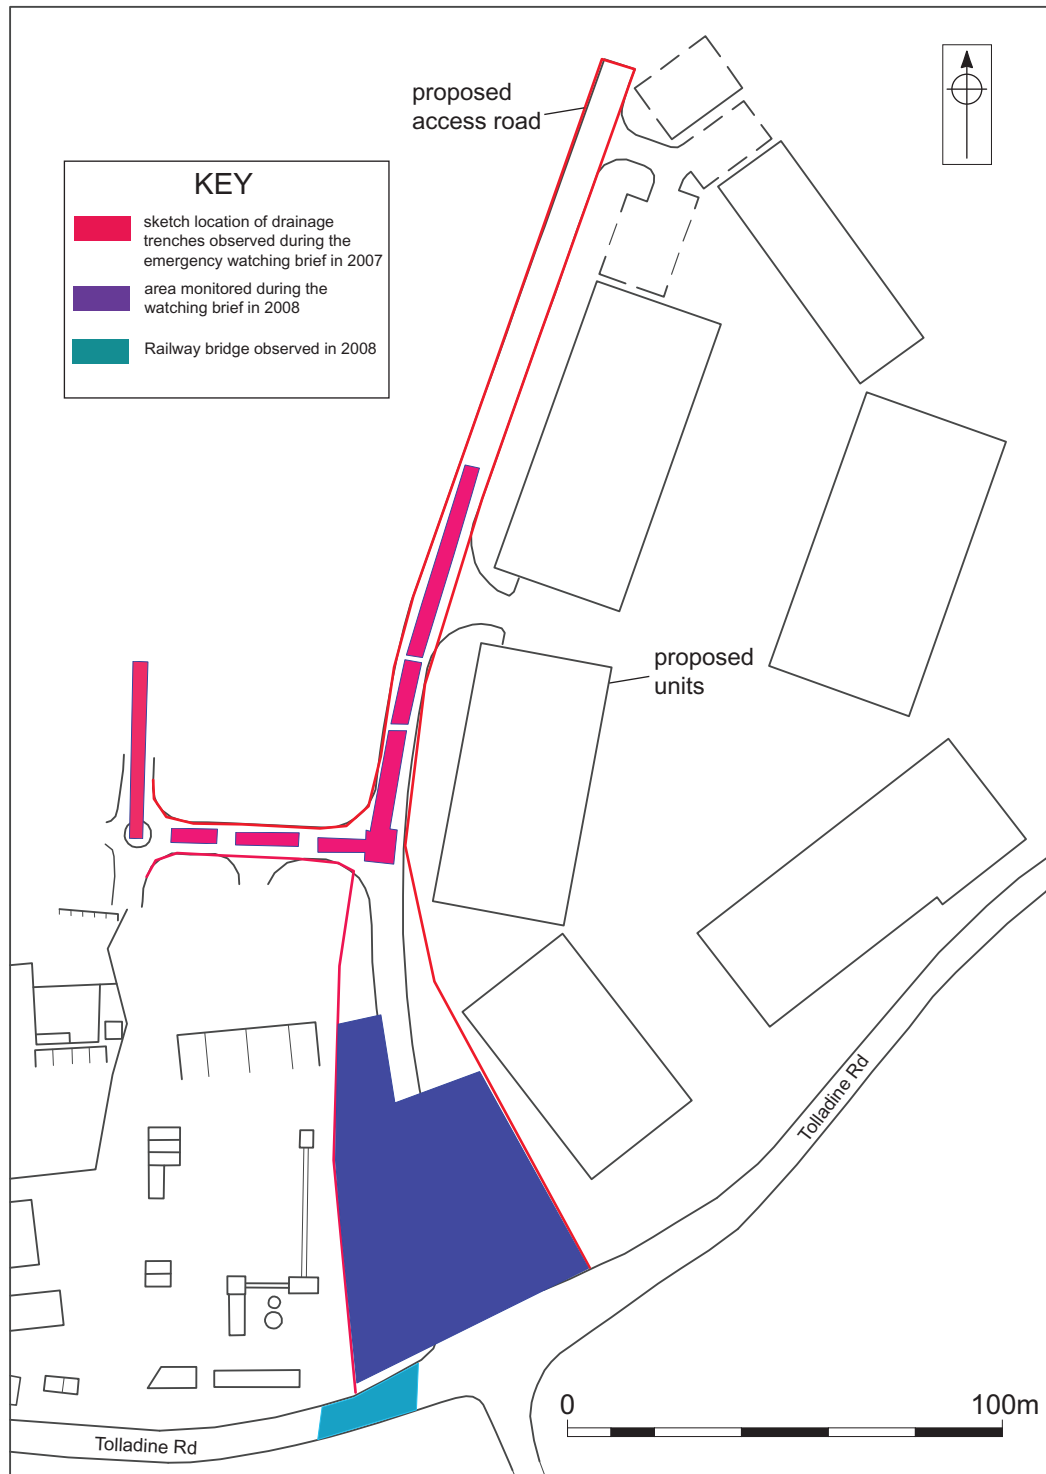 proposed
access road
KEY
sketch location of drainage
trenches observed during the
emergency watching brief in 2007
area monitored during the
watching brief in 2008
Railway bridge observed in 2008
proposed
units
Tolladine Rd
0 100m
Tolladine Rd